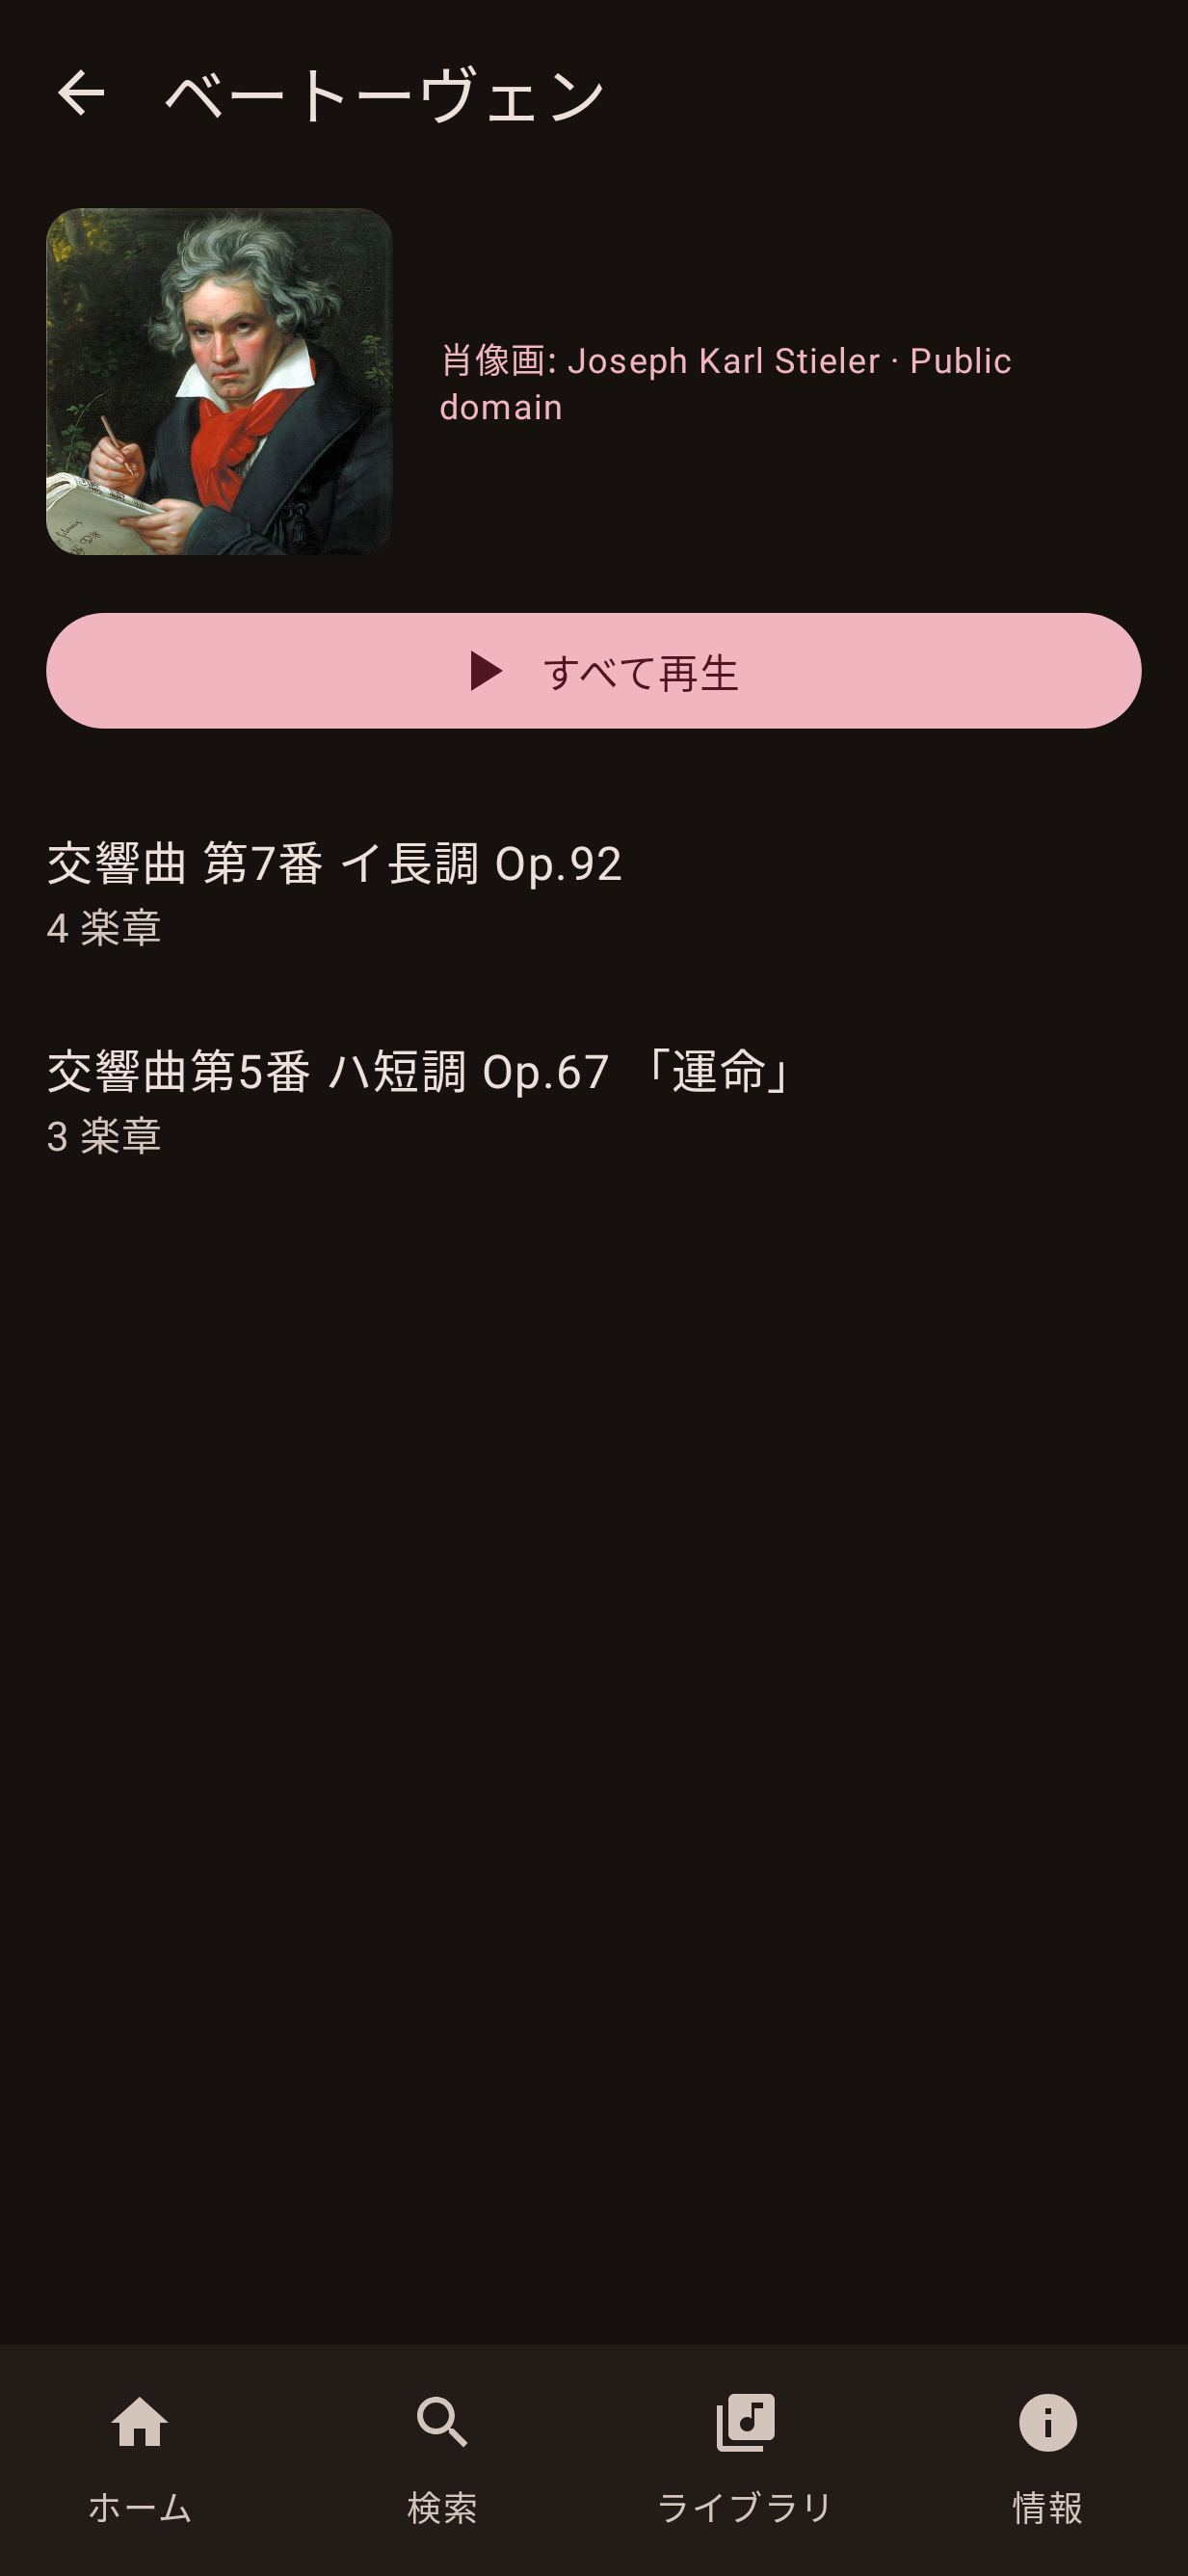 ベートーヴェン
肖像画: Joseph Karl Stieler · Public
domain
すべて再生
交響曲 第7番 イ長調 Op.92
4 楽章
交響曲第5番 ハ短調 Op.67 「運命」
3 楽章
ホーム
検索
ライブラリ
情報